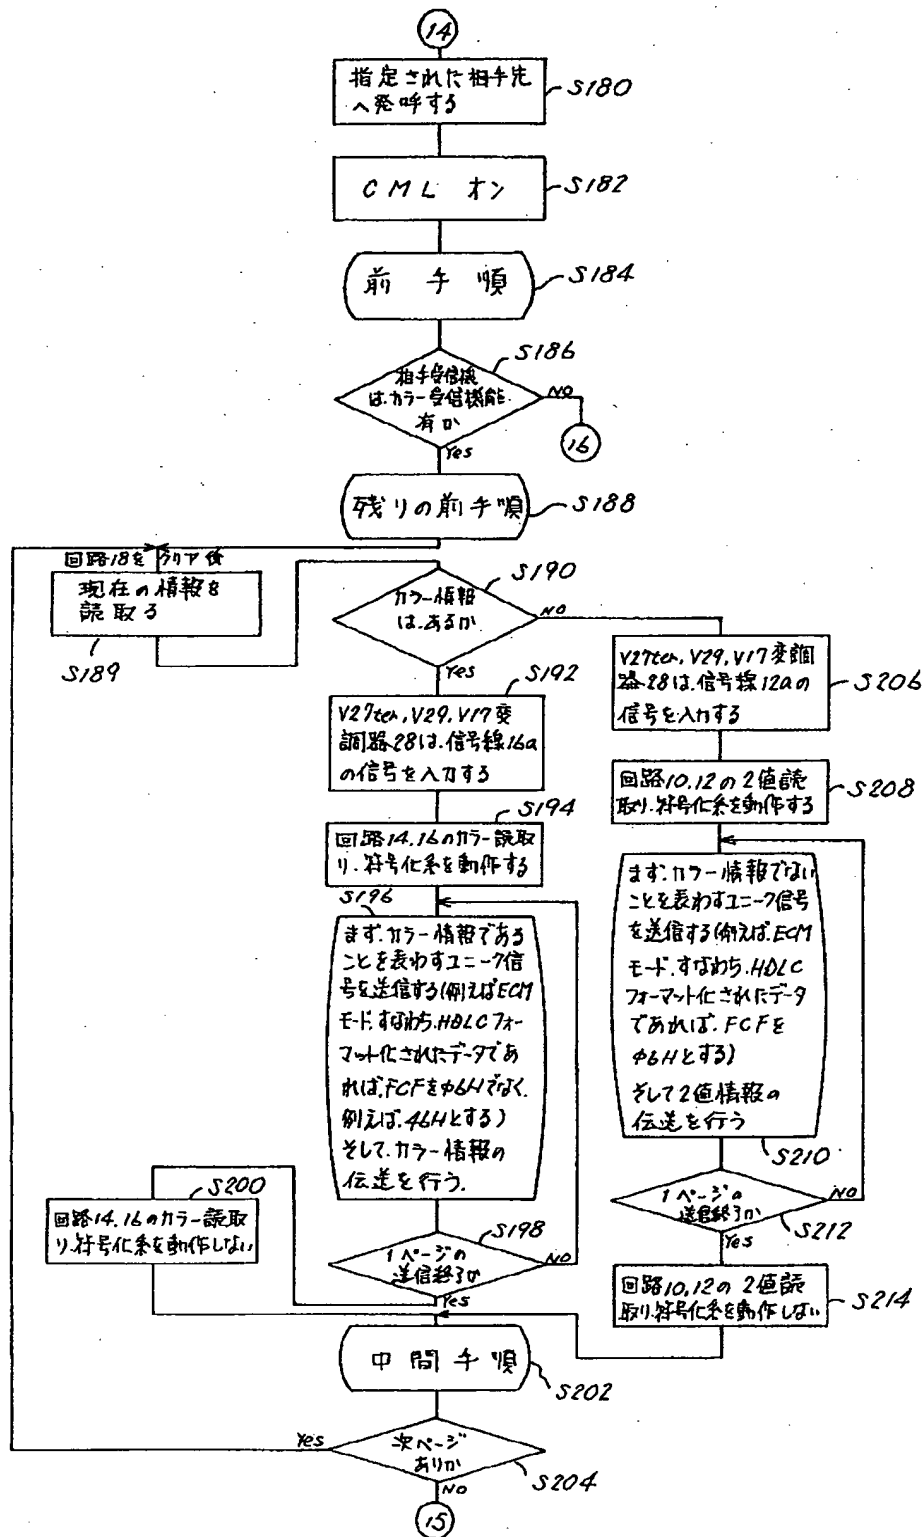 14
指定された相手先
へ発呼する
S180
CML オン
S182
前手順
S184
S186
相手受信機
は、カラー受信機能
有か
NO
16
Yes
残りの前手順
S188
回路18をクリア後
現在の情報を
読取る
S189
S190
カラー情報
は、あるか
NO
Yes
S192
V27ter, V29, V17変
調器28は、信号線16a
の信号を入力する
S194
回路14,16のカラー読取
り、符号化系を動作する
S196
まず、カラー情報である
ことを表わすユニーク信
号を送信する(例えばECM
モード、すなわち、HDLCフォー
マット化されたデータであ
れば、FCFをφ6Hでなく、
例えば、46Hとする)
そして、カラー情報の
伝送を行う。
S198
1ページの
送信終了か
NO
Yes
S200
回路14,16のカラー読取
り、符号化系を動作しない
V27ter, V29, V17変調
器28は、信号線12aの
信号を入力する
S206
回路10,12の2値読
取り、符号化系を動作する
S208
まず、カラー情報でない
ことを表わすユニーク信号
を送信する(例えば、ECM
モード、すなわち、HDLC
フォーマット化されたデータ
であれば、FCFを
φ6Hとする)
そして2値情報の
伝送を行う
S210
1ページの
送信終了か
NO
S212
Yes
回路10,12の2値読
取り、符号化系を動作しない
S214
中間手順
S202
次ページ
ありか
Yes
S204
NO
15